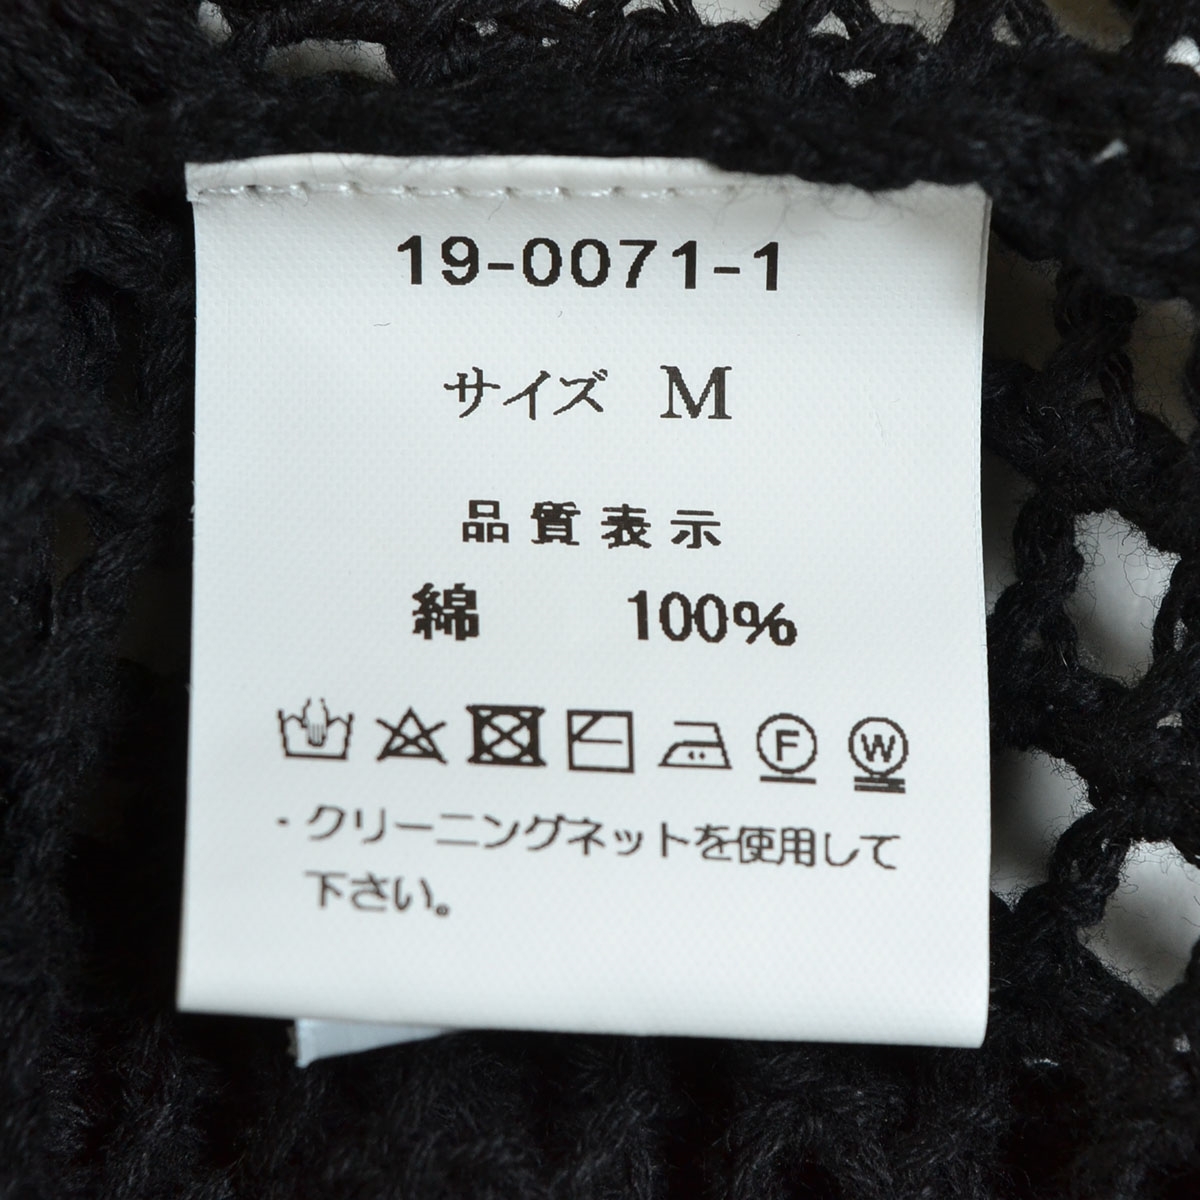 19-0071-1
サイズ M
品質表示
綿 100%
F W
・クリーニングネットを使用して
下さい。